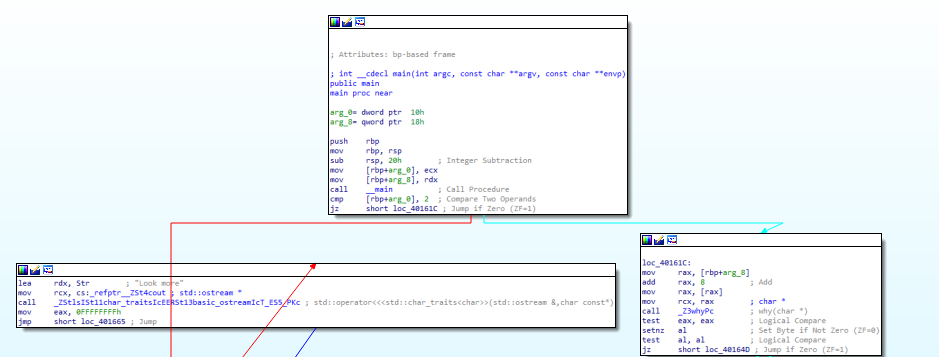 ; Attributes: bp-based frame
; int __cdecl main(int argc, const char **argv, const char **envp)
public main
main proc near
arg_0= dword ptr 10h
arg_8= qword ptr 18h
push rbp
mov rbp, rsp
sub rsp, 20h ; Integer Subtraction
mov [rbp+arg_0], ecx
mov [rbp+arg_8], rdx
call __main ; Call Procedure
cmp [rbp+arg_0], 2 ; Compare Two Operands
jz short loc_40161C ; Jump if Zero (ZF=1)
lea rdx, Str ; "Look more"
mov rcx, cs:_refptr__ZSt4cout ; std::ostream *
call _ZStlsISt11char_traitsIcEERSt13basic_ostreamIcT_ES5_PKc ; std::operator<<<std::char_traits<char>>(std::ostream &,char const*)
mov eax, 0FFFFFFFFh
jmp short loc_401665 ; Jump
loc_40161C:
mov rax, [rbp+arg_8]
add rax, 8 ; Add
mov rax, [rax]
mov rcx, rax ; char *
call _Z3whyPc ; why(char *)
test eax, eax ; Logical Compare
setnz al ; Set Byte if Not Zero (ZF=0)
test al, al ; Logical Compare
jz short loc_40164D ; Jump if Zero (ZF=1)